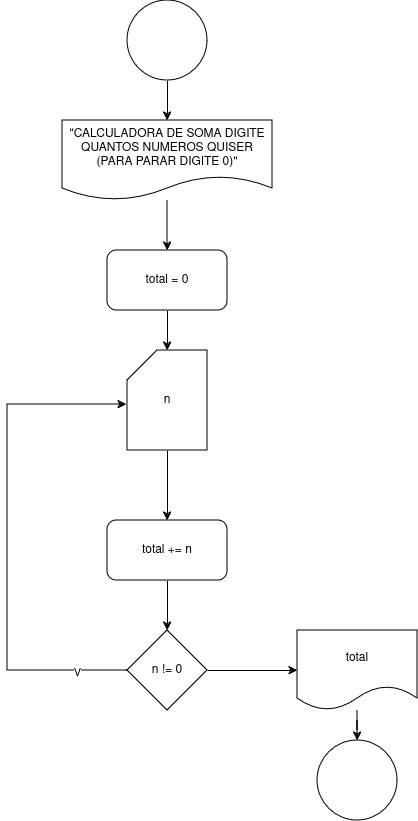 "CALCULADORA DE SOMA DIGITE
QUANTOS NUMEROS QUISER
(PARA PARAR DIGITE 0)"
total = 0
n
total += n
n != 0
total
V